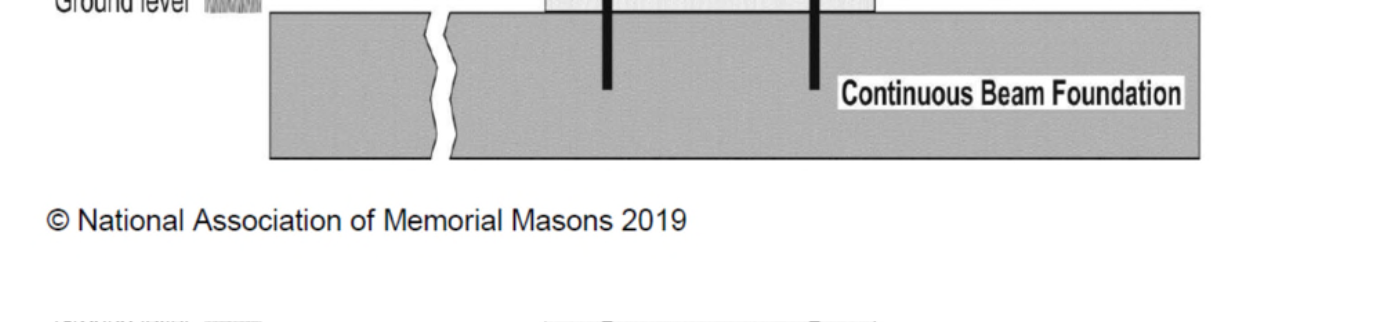 Ground level
Continuous Beam Foundation
© National Association of Memorial Masons 2019